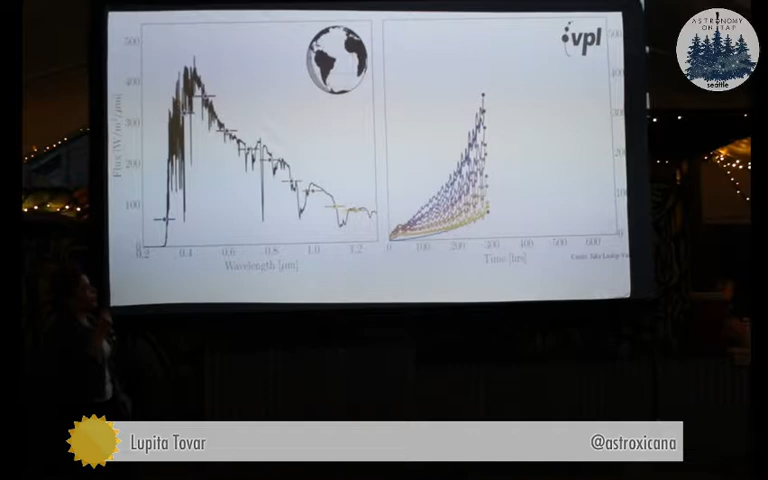 ASTRONOMY
ON TAP
seattle
vpl
500
400
300
200
100
0
Flux [W/m²/μm]
0.2
0.4
0.6
0.8
1.0
1.2
Wavelength [μm]
0
100
200
300
400
500
600
Time [hrs]
Lupita Tovar
@astroxicana